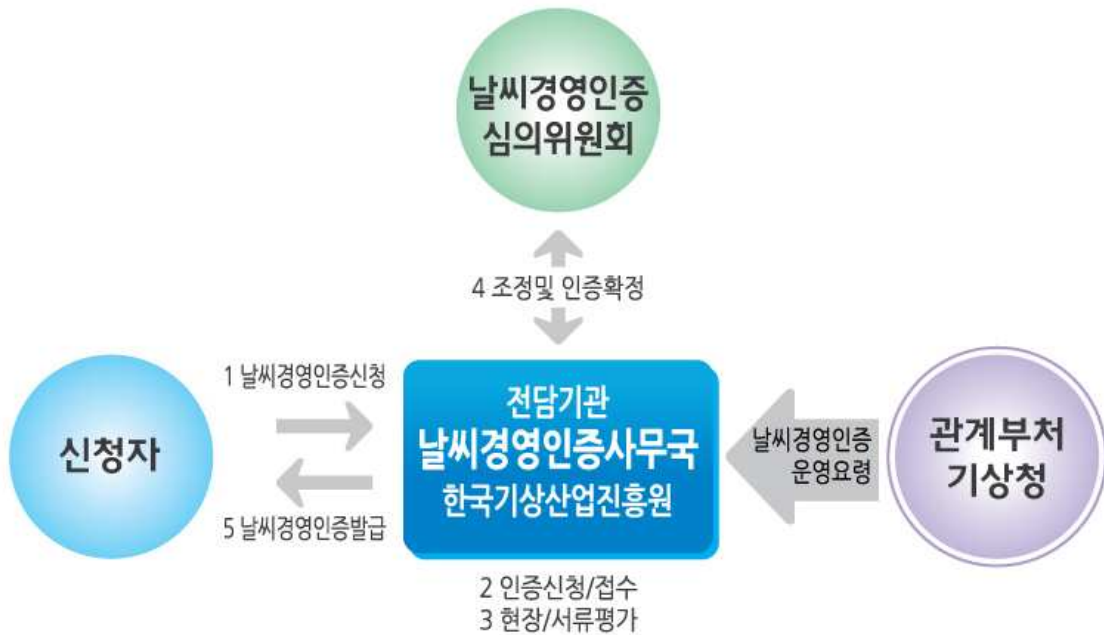 날씨경영인증
심의위원회
4 조정및 인증확정
1 날씨경영인증신청
신청자
5 날씨경영인증발급
전담기관
날씨경영인증사무국
한국기상산업진흥원
날씨경영인증
운영요령
관계부처
기상청
2 인증신청/접수
3 현장/서류평가